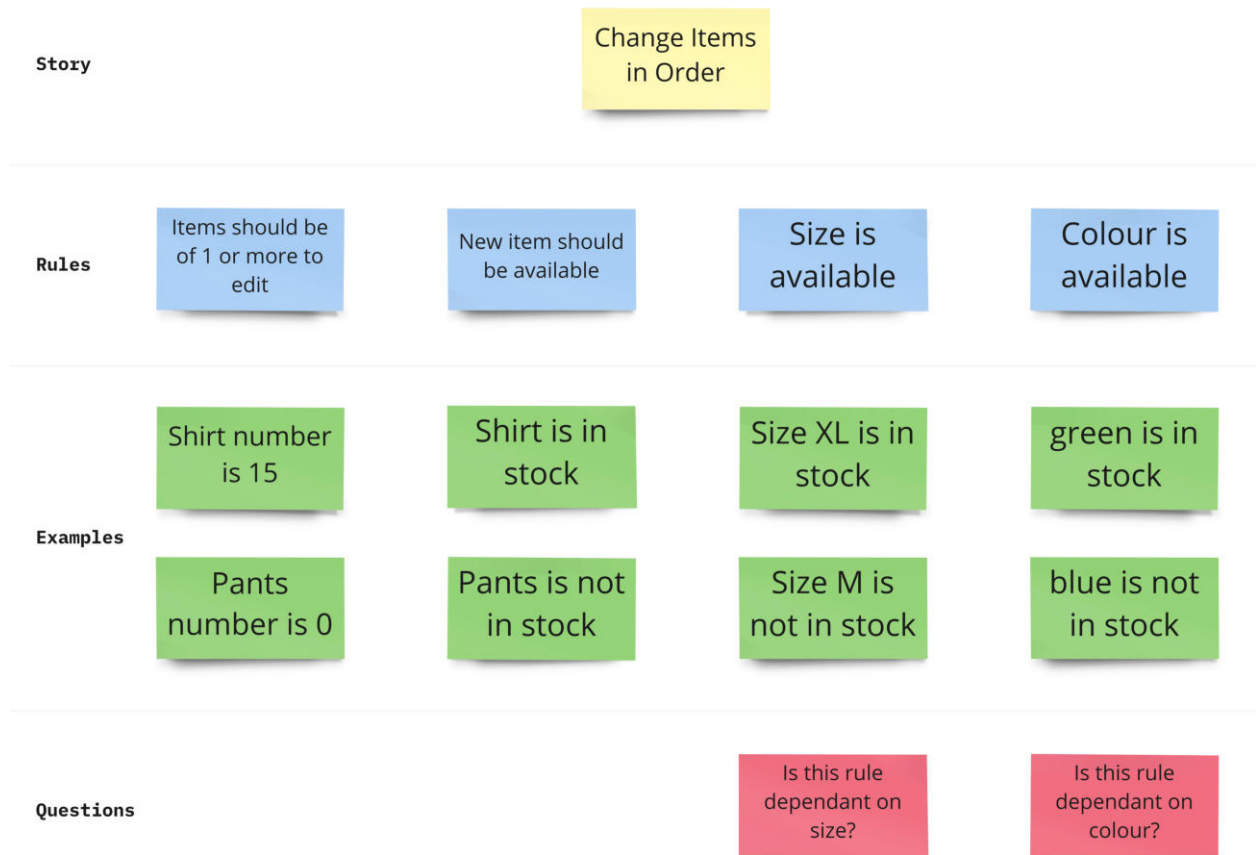 Story
Change Items
in Order
Rules
Items should be
of 1 or more to
edit
New item should
be available
Size is
available
Colour is
available
Examples
Shirt number
is 15
Shirt is in
stock
Size XL is in
stock
green is in
stock
Pants
number is 0
Pants is not
in stock
Size M is
not in stock
blue is not
in stock
Questions
Is this rule
dependant on
size?
Is this rule
dependant on
colour?